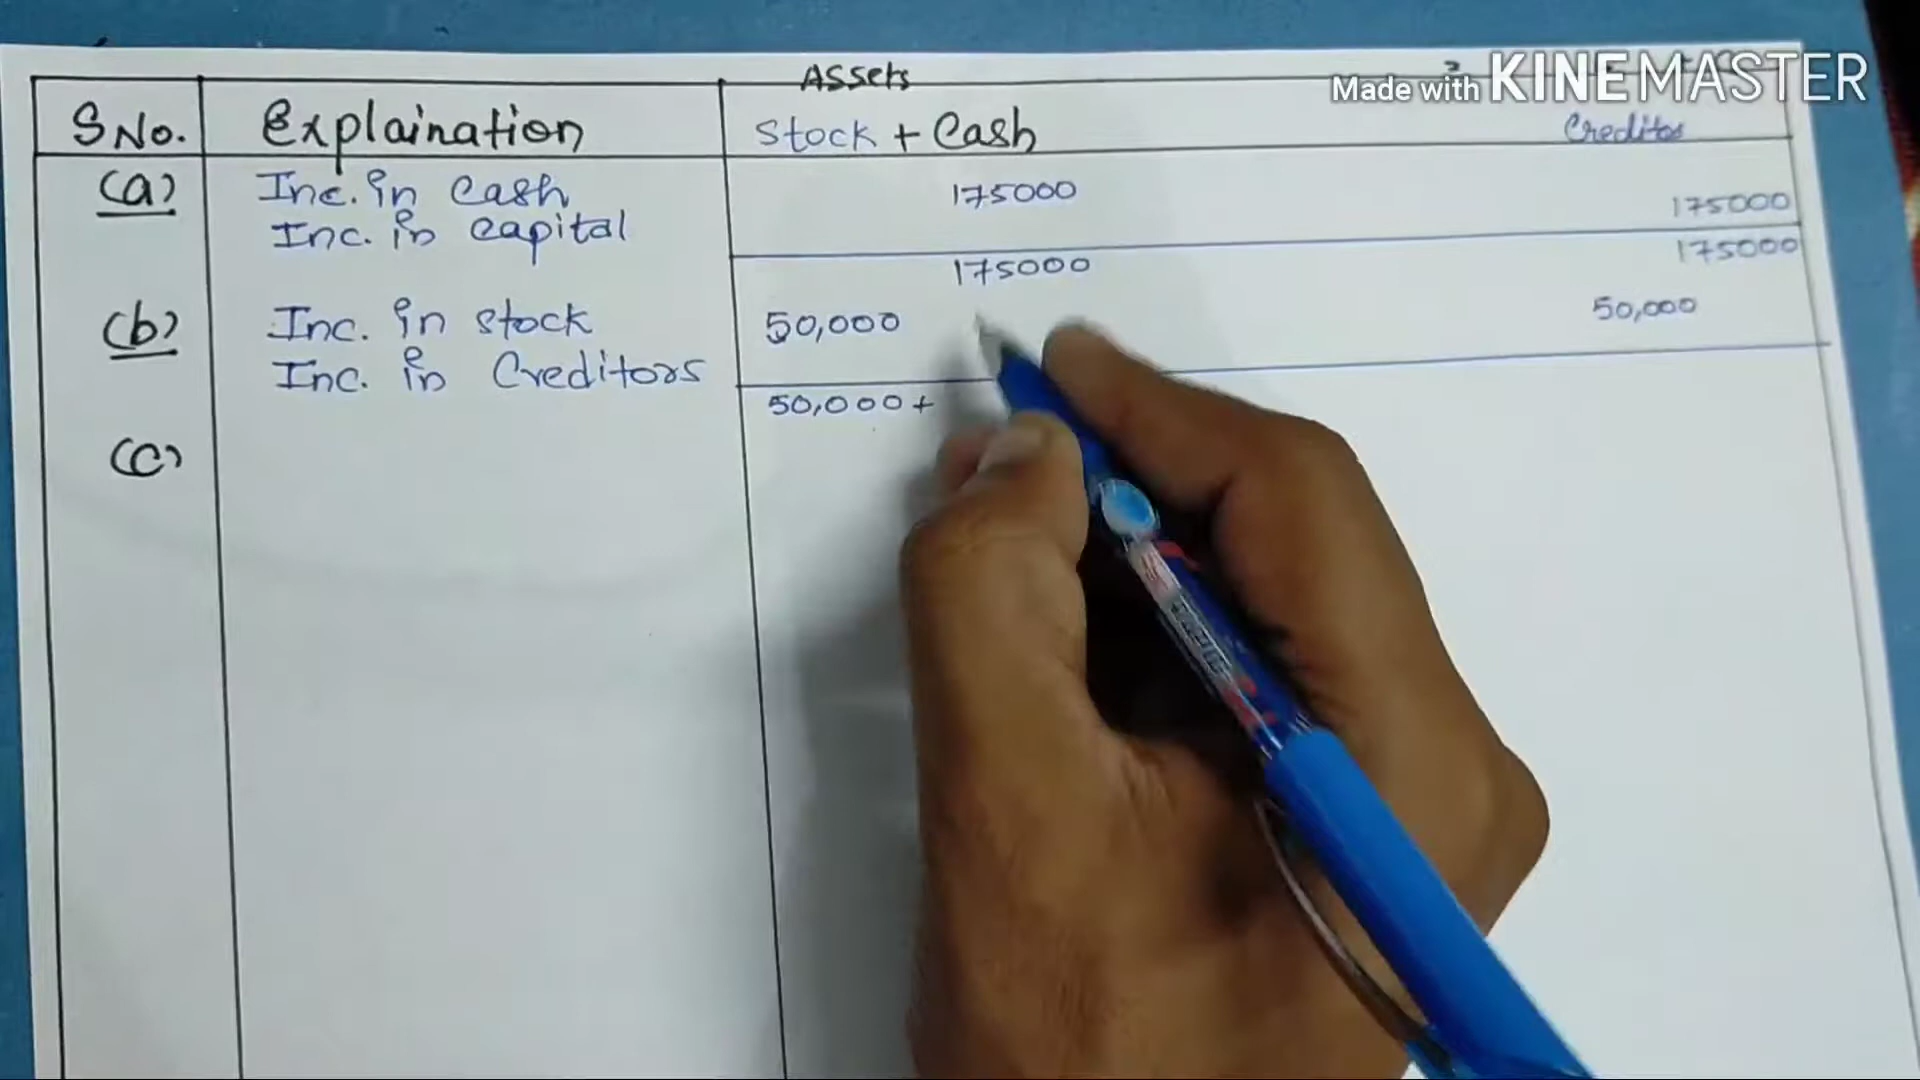 Assets
Made with KINEMASTER
S No. Explaination Stock + Cash Creditos
(a) Inc. in cash 175000 175000
Inc. in capital
175000 175000
(b) Inc. in stock 50,000 50,000
Inc. in Creditors
50,000 +
(c)